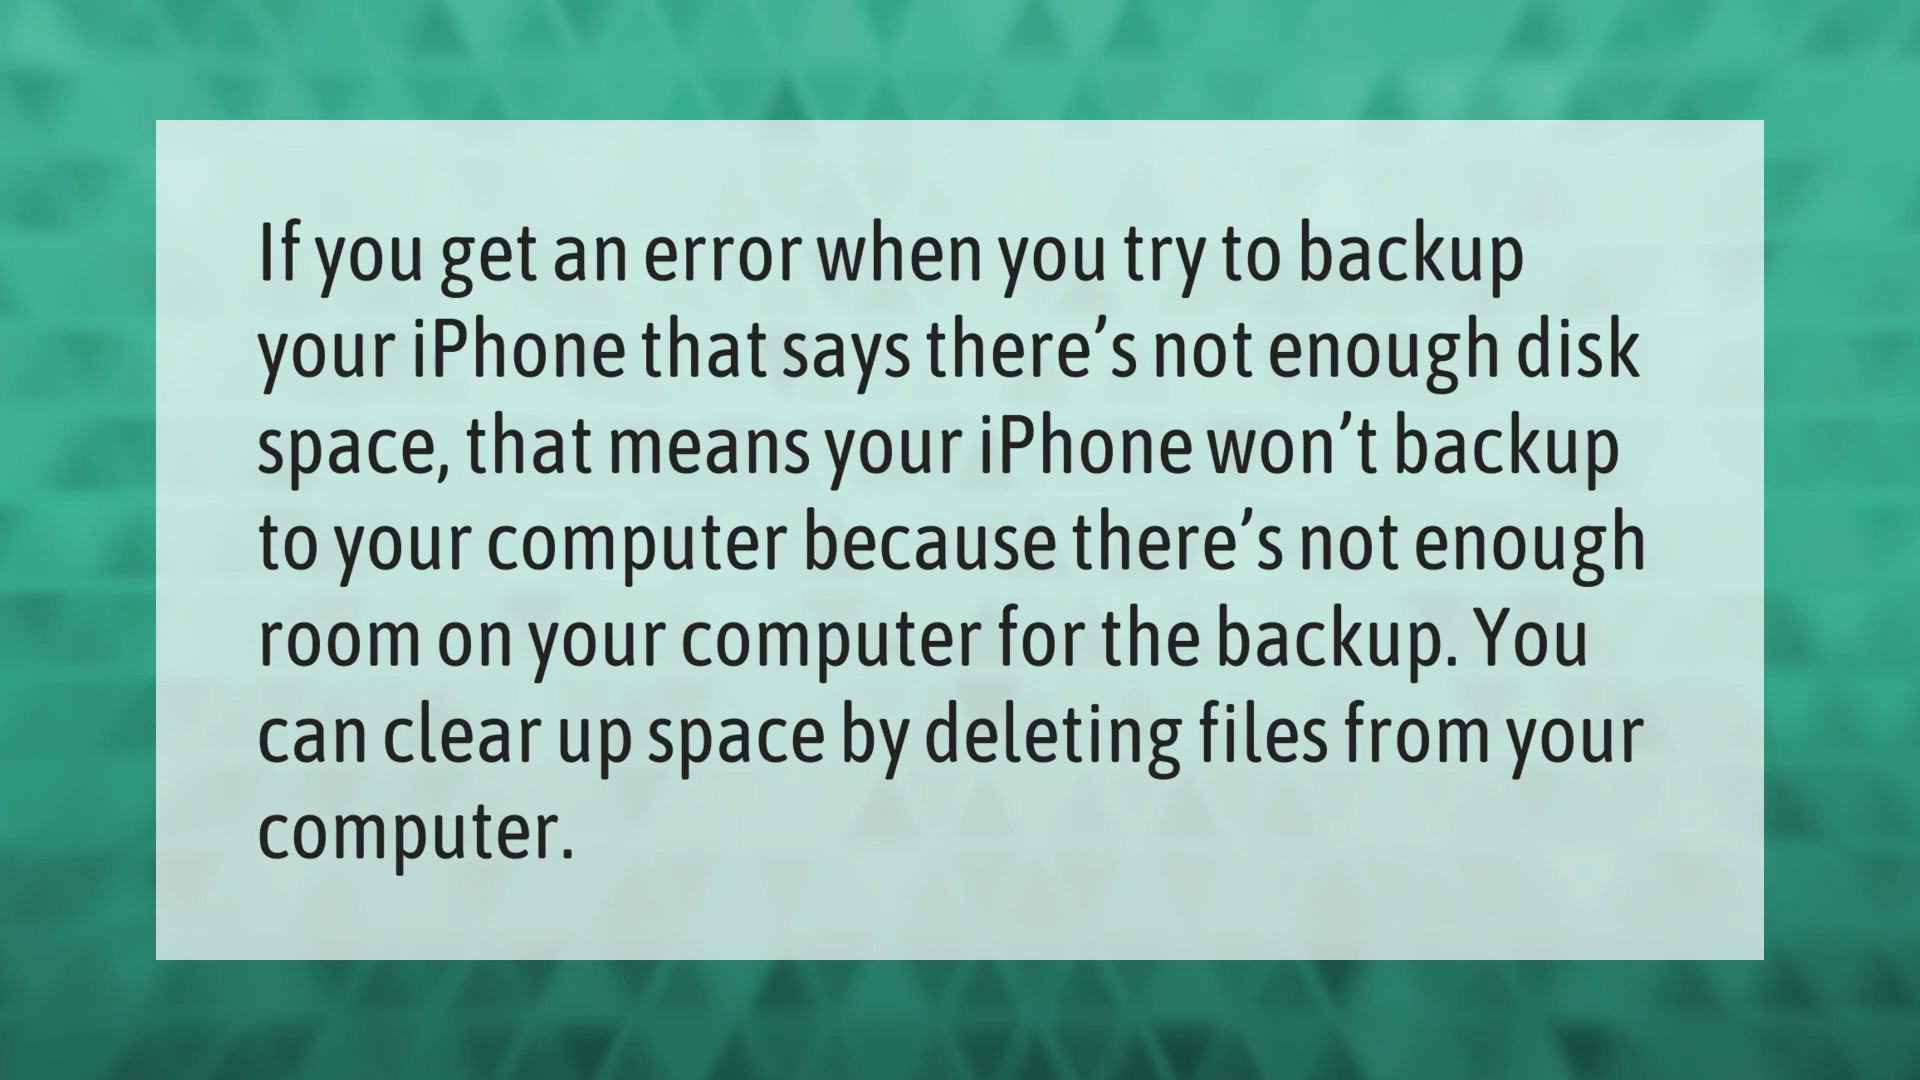 If you get an error when you try to backup
your iPhone that says there’s not enough disk
space, that means your iPhone won’t backup
to your computer because there’s not enough
room on your computer for the backup. You
can clear up space by deleting files from your
computer.